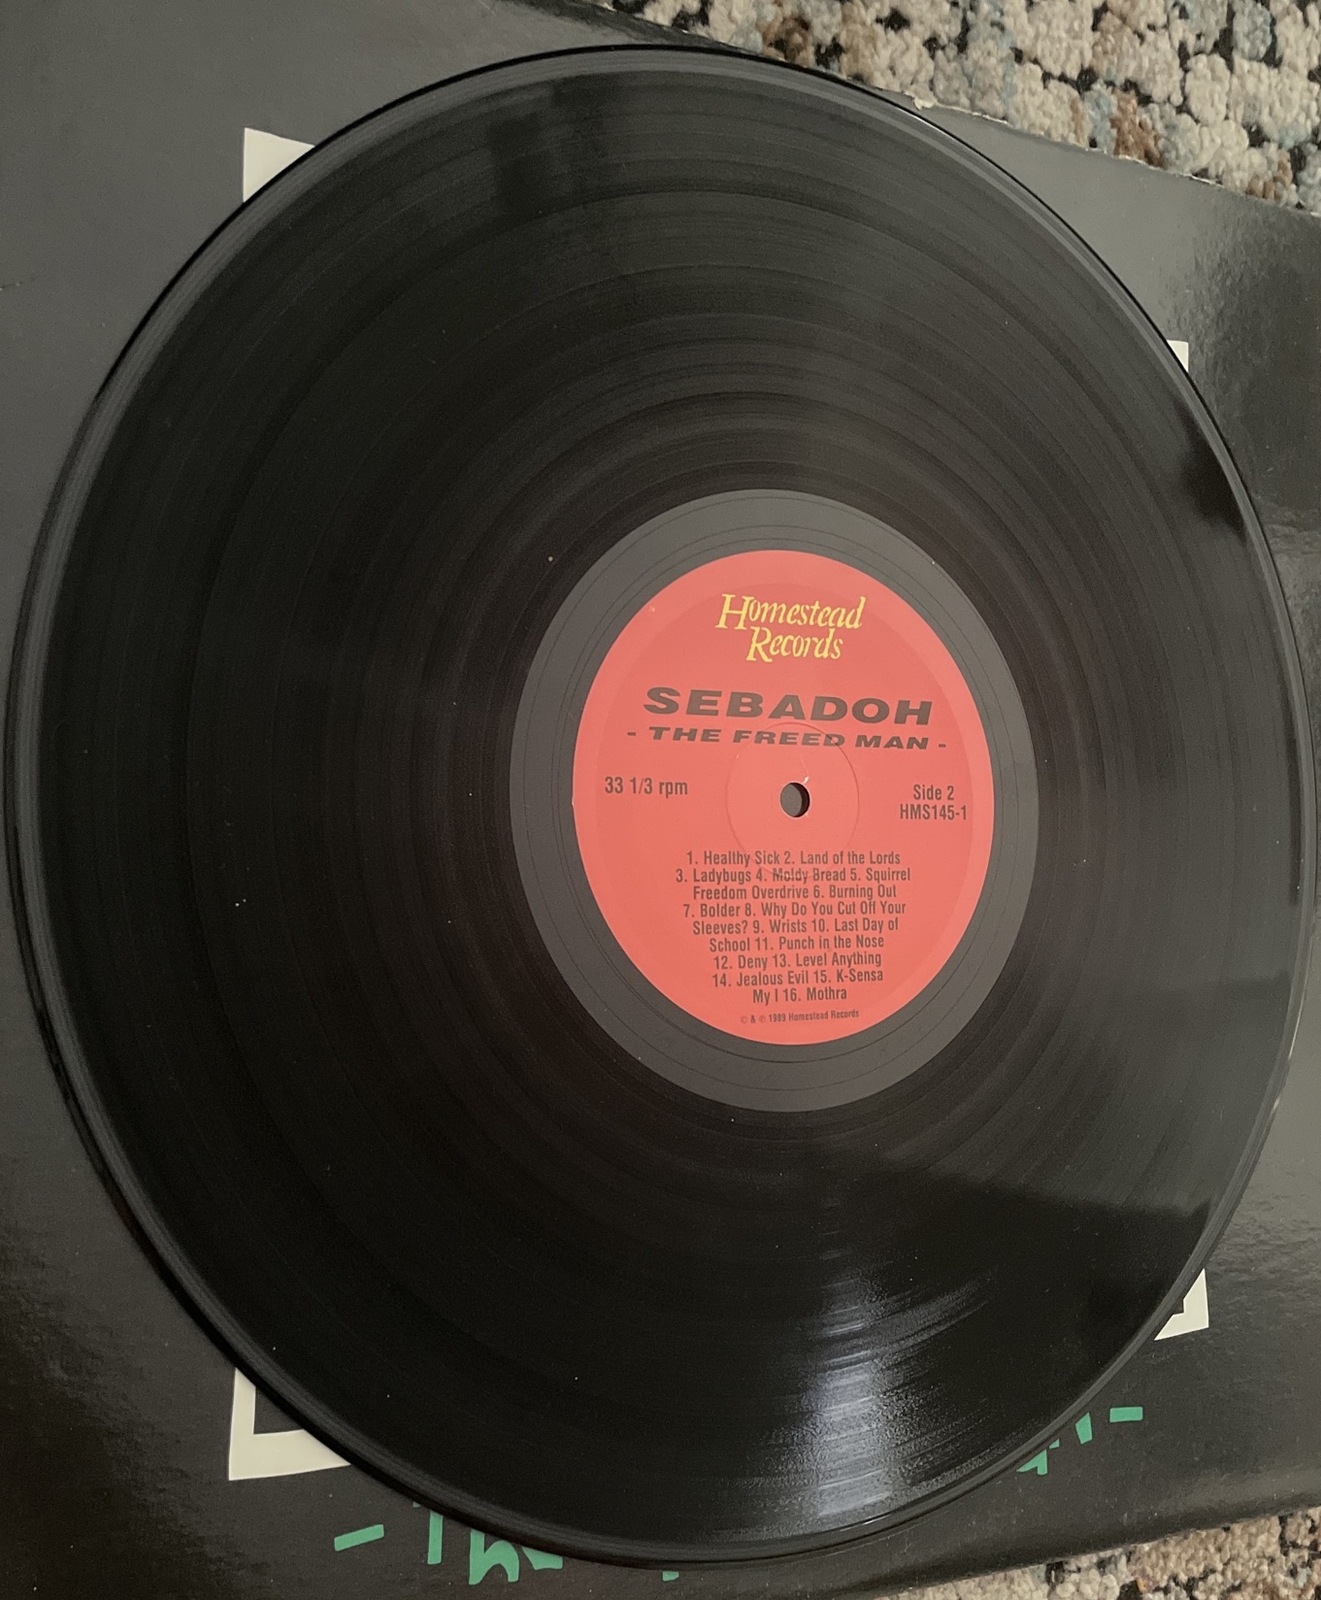 Homestead
Records
SEBADOH
- THE FREED MAN -
33 1/3 rpm
Side 2
HMS145-1
1. Healthy Sick 2. Land of the Lords
3. Ladybugs 4. Moldy Bread 5. Squirrel
Freedom Overdrive 6. Burning Out
7. Bolder 8. Why Do You Cut Off Your
Sleeves? 9. Wrists 10. Last Day of
School 11. Punch in the Nose
12. Deny 13. Level Anything
14. Jealous Evil 15. K-Sensa
My I 16. Mothra
© & ℗ 1989 Homestead Records